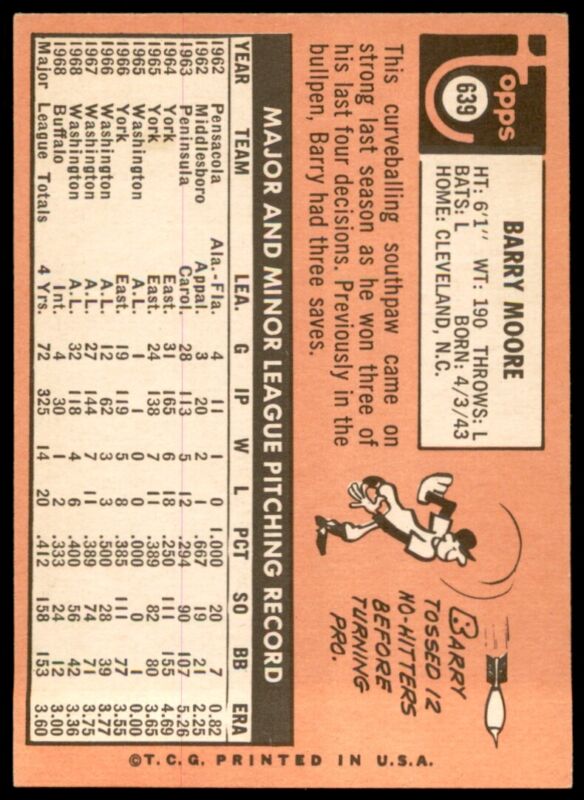 Topps
639
BARRY MOORE
HT: 6'1" WT: 190 THROWS: L
BATS: L BORN: 4/3/43
HOME: CLEVELAND, N.C.
This curveballing southpaw came on
strong last season as he won three of
his last four decisions. Previously in the
bullpen, Barry had three saves.
BARRY
TOSSED 12
NO-HITTERS
BEFORE
TURNING
PRO.
MAJOR AND MINOR LEAGUE PITCHING RECORD
YEAR TEAM LEA. G IP W L PCT SO BB ERA
1962 Pensacola Ala.-Fla. 4 11 1 0 1.000 20 7 0.82
1962 Middlesboro Appal. 3 20 2 1 .667 19 21 2.25
1963 Peninsula Carol. 28 113 5 12 .294 90 107 5.26
1964 York East. 31 165 6 18 .250 111 155 4.69
1965 York East. 24 138 7 11 .389 82 80 3.65
1965 Washington A.L. 1 1 0 0 .000 0 1 0.00
1966 York East. 19 119 5 8 .385 111 77 3.55
1966 Washington A.L. 12 62 3 3 .500 28 39 3.77
1967 Washington A.L. 27 144 7 11 .389 74 71 3.75
1968 Washington A.L. 32 118 4 6 .400 56 42 3.36
1968 Buffalo Int. 4 30 1 2 .333 24 12 3.00
Major League Totals 4 Yrs. 72 325 14 20 .412 158 153 3.60
©T.C.G. PRINTED IN U.S.A.